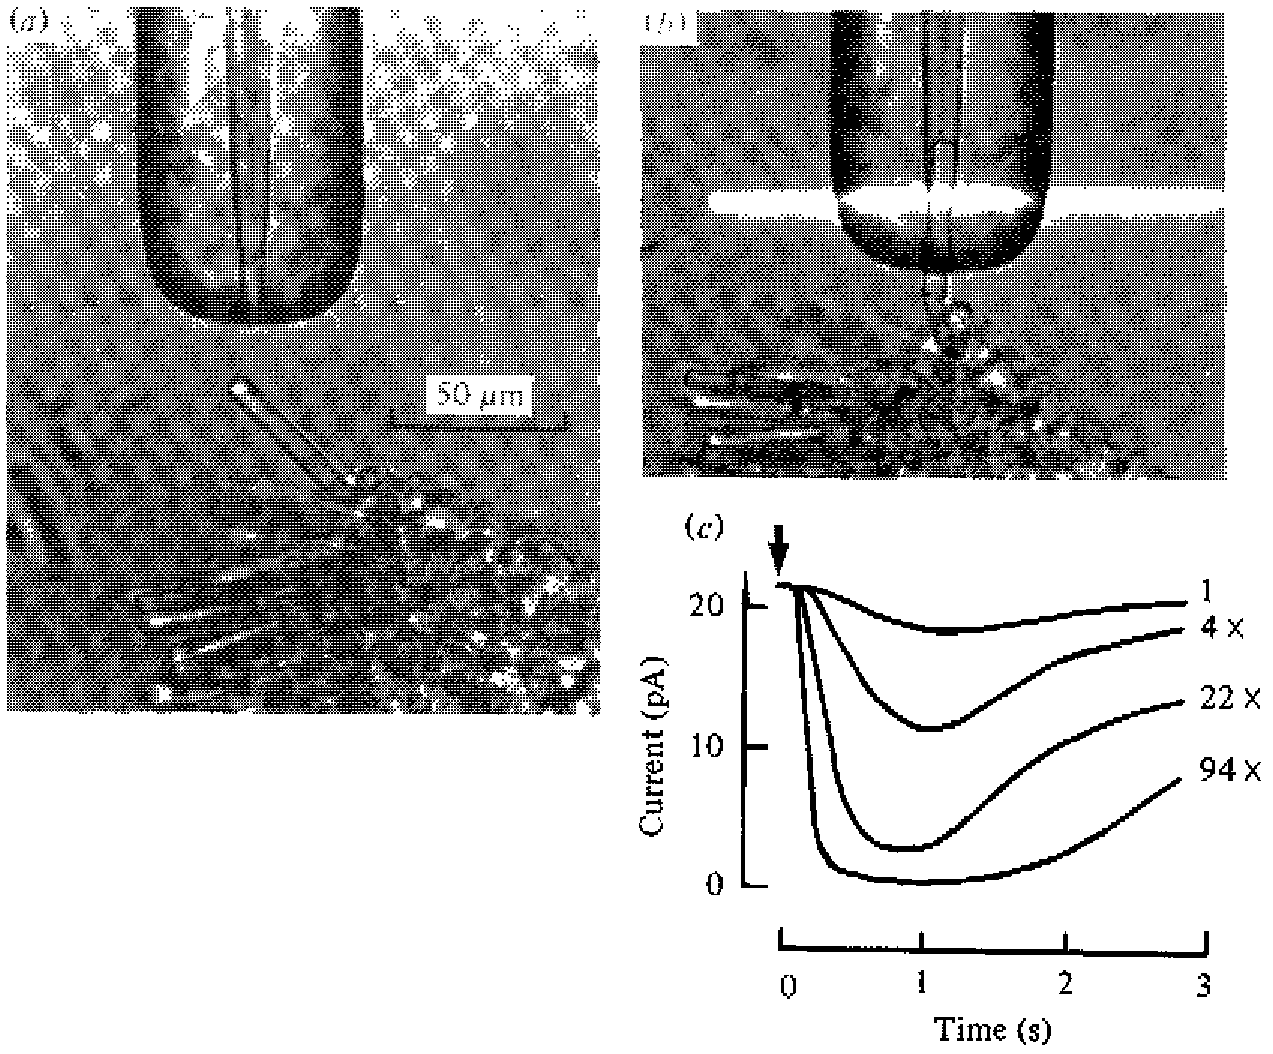 (a)
50 μm
(b)
(c)
20
10
0
Current (pA)
1
4 ×
22 ×
94 ×
0 1 2 3
Time (s)